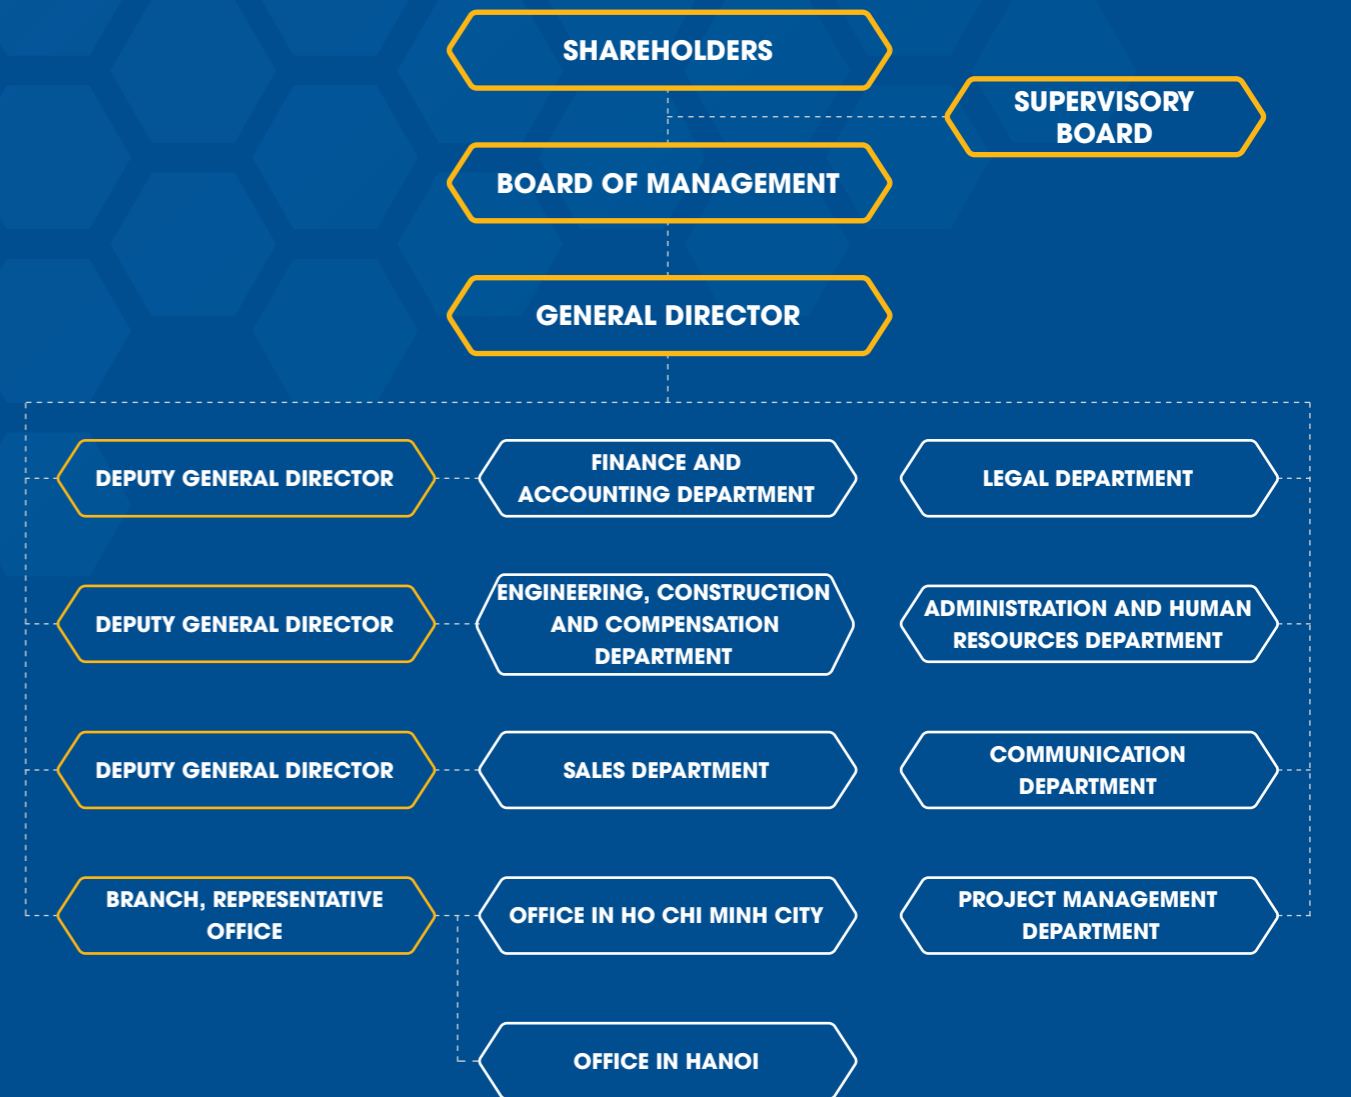 SHAREHOLDERS
SUPERVISORY
BOARD
BOARD OF MANAGEMENT
GENERAL DIRECTOR
DEPUTY GENERAL DIRECTOR
FINANCE AND
ACCOUNTING DEPARTMENT
LEGAL DEPARTMENT
DEPUTY GENERAL DIRECTOR
ENGINEERING, CONSTRUCTION
AND COMPENSATION
DEPARTMENT
ADMINISTRATION AND HUMAN
RESOURCES DEPARTMENT
DEPUTY GENERAL DIRECTOR
SALES DEPARTMENT
COMMUNICATION
DEPARTMENT
BRANCH, REPRESENTATIVE
OFFICE
OFFICE IN HO CHI MINH CITY
PROJECT MANAGEMENT
DEPARTMENT
OFFICE IN HANOI